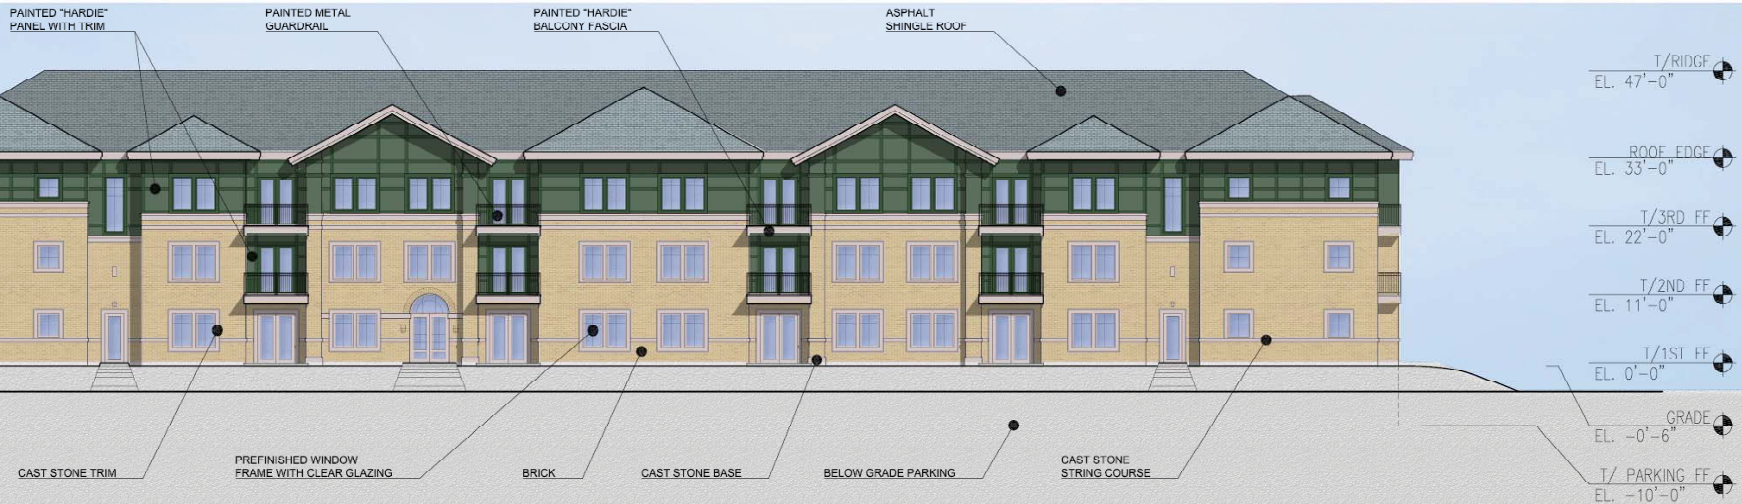 PAINTED "HARDIE"
PANEL WITH TRIM
PAINTED METAL
GUARDRAIL
PAINTED "HARDIE"
BALCONY FASCIA
ASPHALT
SHINGLE ROOF
T/RIDGE
EL. 47'-0"
ROOF EDGE
EL. 33'-0"
T/3RD FF
EL. 22'-0"
T/2ND FF
EL. 11'-0"
T/1ST FF
EL. 0'-0"
GRADE
EL. -0'-6"
T/ PARKING FF
EL. -10'-0"
CAST STONE TRIM
PREFINISHED WINDOW
FRAME WITH CLEAR GLAZING
BRICK
CAST STONE BASE
BELOW GRADE PARKING
CAST STONE
STRING COURSE